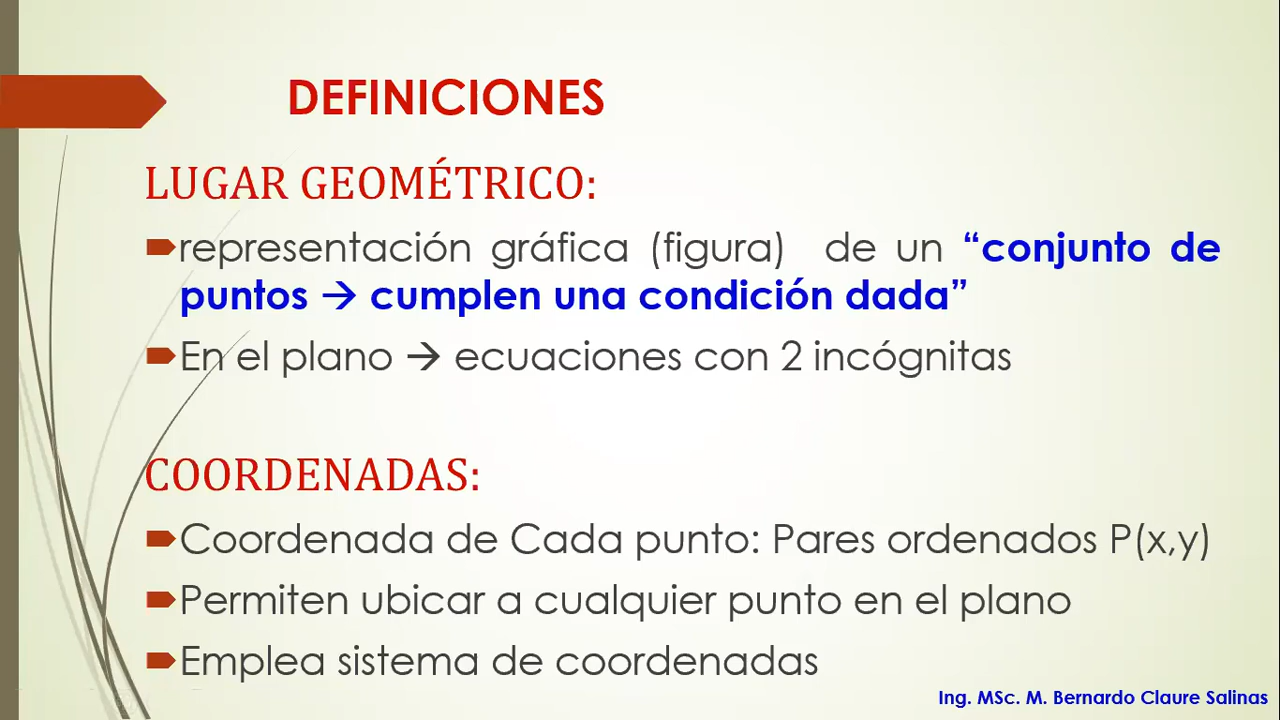 DEFINICIONES
LUGAR GEOMÉTRICO:
representación gráfica (figura) de un “conjunto de
puntos → cumplen una condición dada”
En el plano → ecuaciones con 2 incógnitas
COORDENADAS:
Coordenada de Cada punto: Pares ordenados P(x,y)
Permiten ubicar a cualquier punto en el plano
Emplea sistema de coordenadas
Ing. MSc. M. Bernardo Claure Salinas